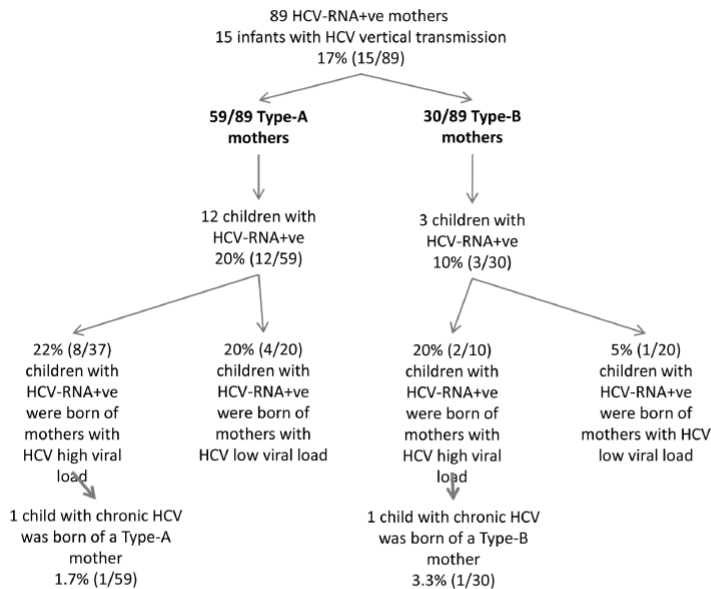 89 HCV-RNA+ve mothers
15 infants with HCV vertical transmission
17% (15/89)
59/89 Type-A
mothers
30/89 Type-B
mothers
12 children with
HCV-RNA+ve
20% (12/59)
3 children with
HCV-RNA+ve
10% (3/30)
22% (8/37)
children with
HCV-RNA+ve
were born of
mothers with
HCV high viral
load
20% (4/20)
children with
HCV-RNA+ve
were born of
mothers with
HCV low viral load
20% (2/10)
children with
HCV-RNA+ve
were born of
mothers with
HCV high viral
load
5% (1/20)
children with
HCV-RNA+ve
were born of
mothers with HCV
low viral load
1 child with chronic HCV
was born of a Type-A
mother
1.7% (1/59)
1 child with chronic HCV
was born of a Type-B
mother
3.3% (1/30)